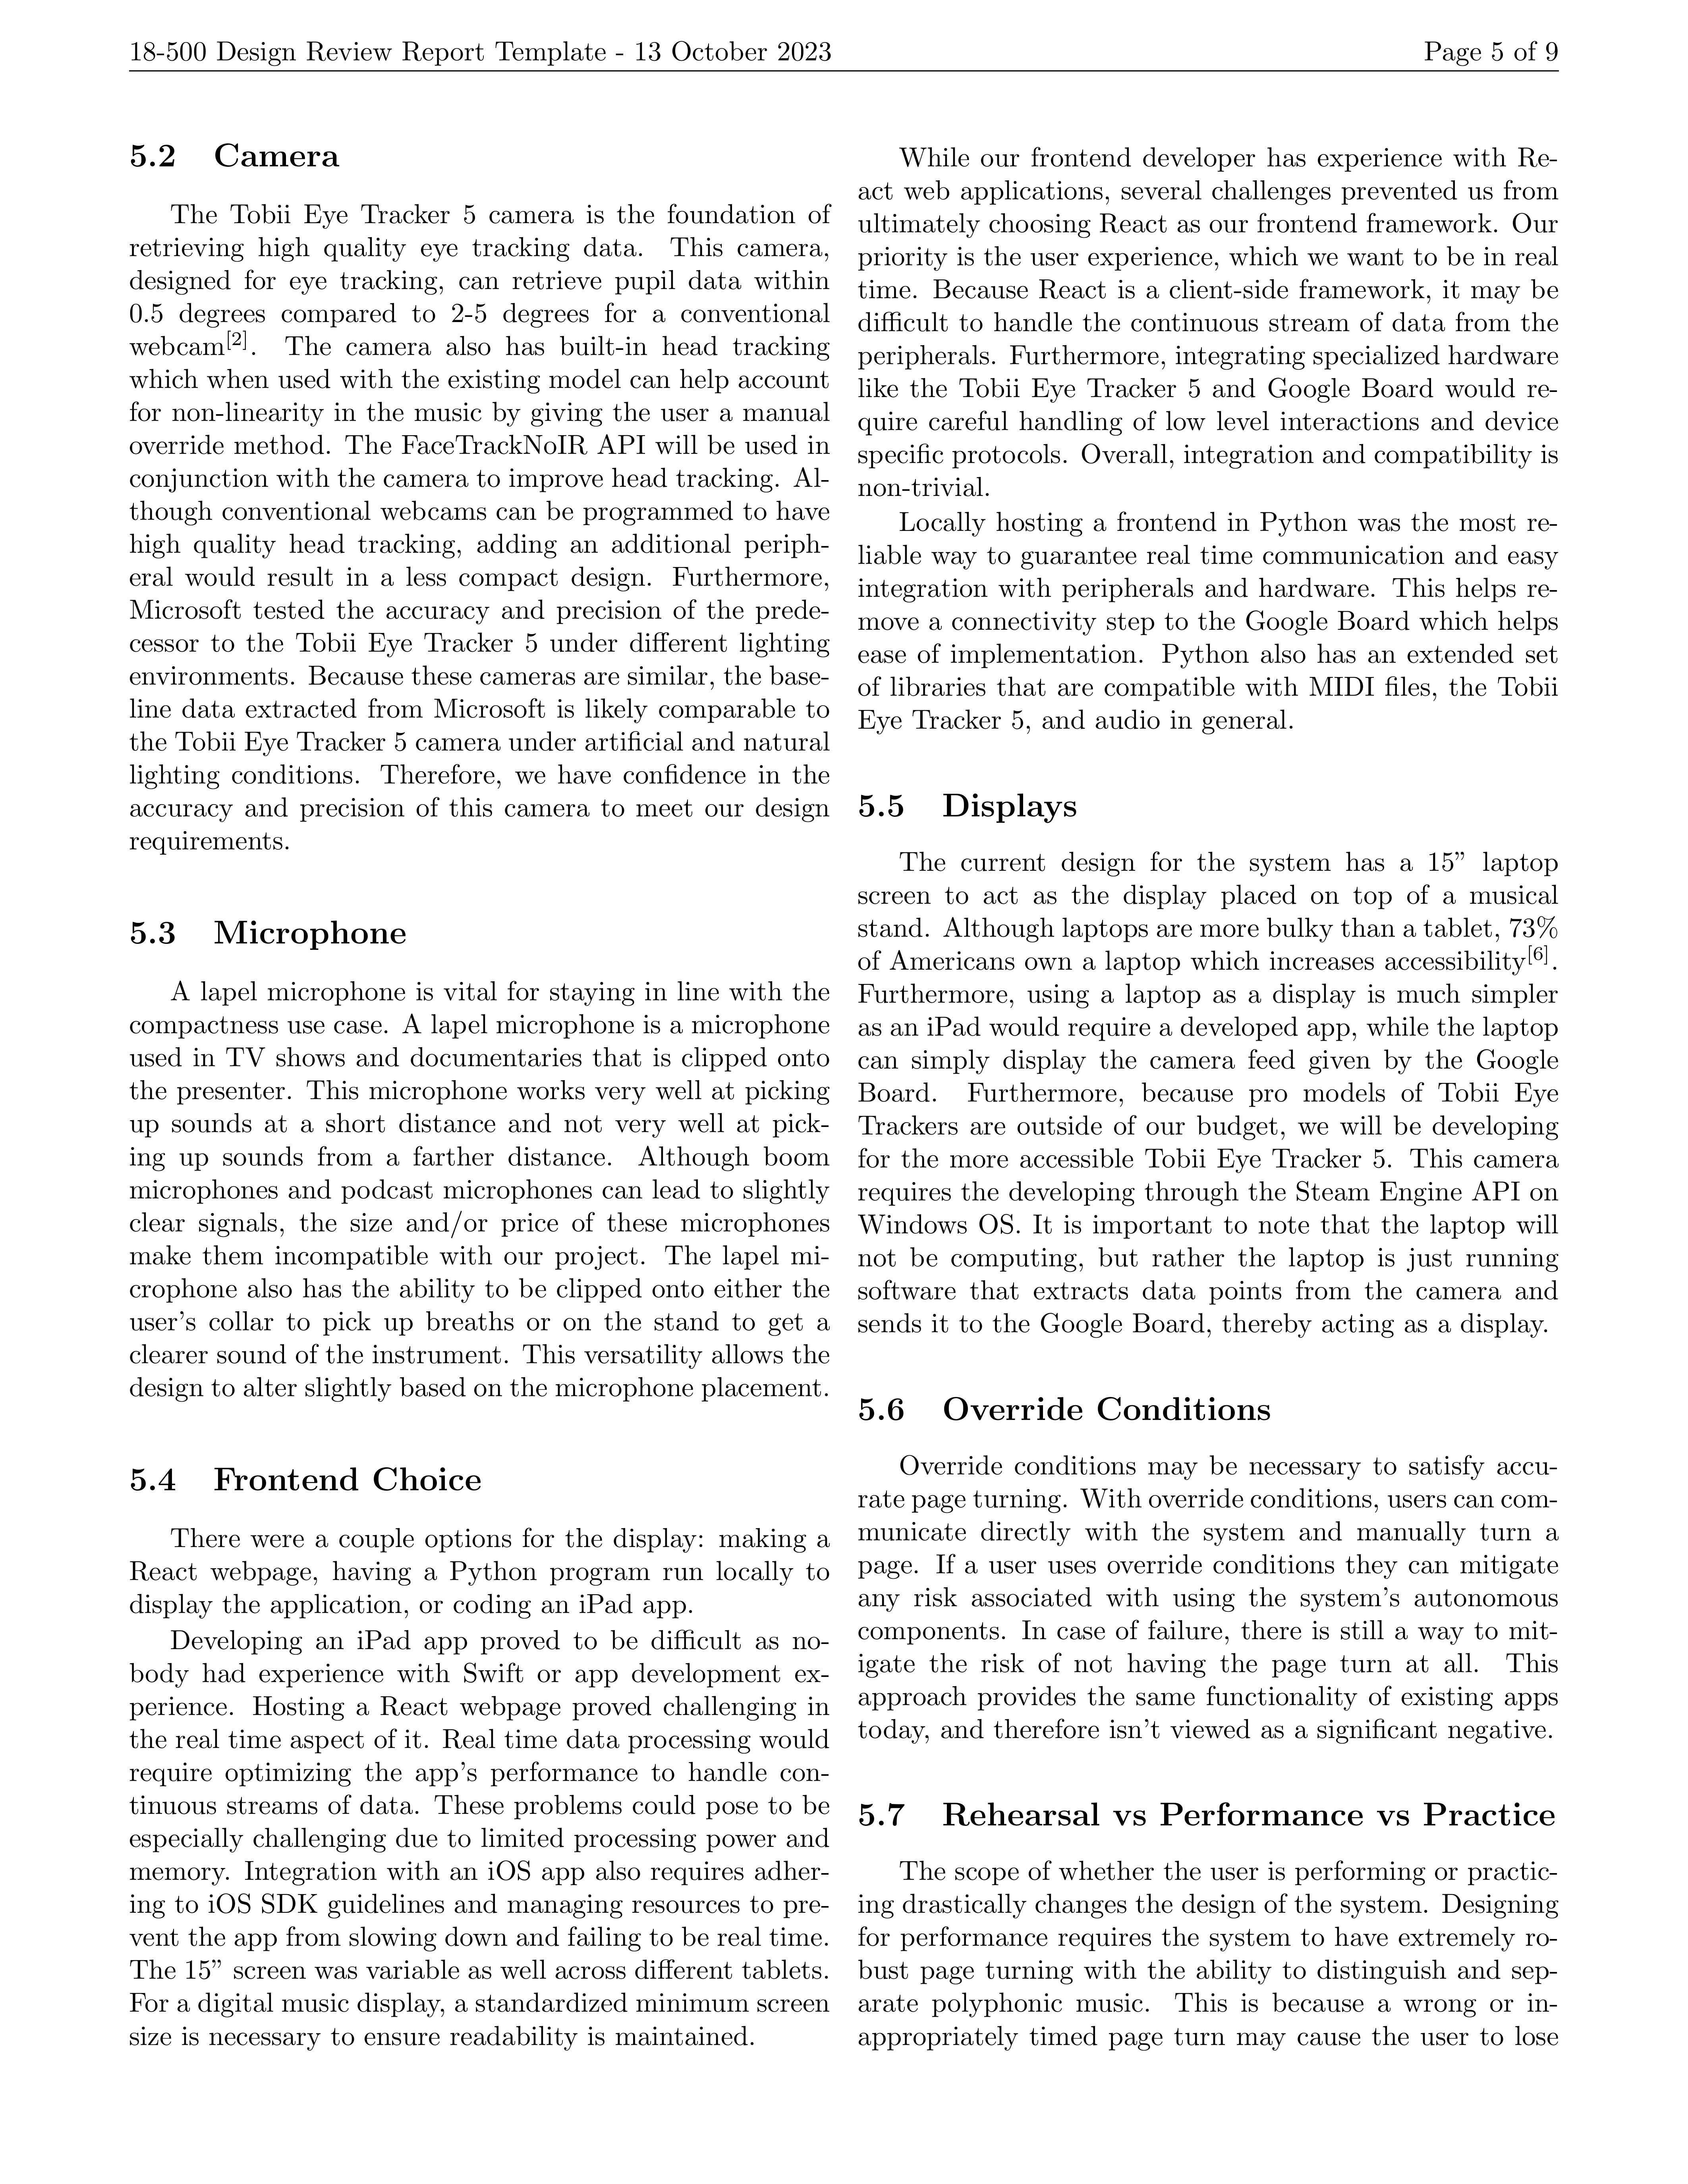 18-500 Design Review Report Template - 13 October 2023 Page 5 of 9
5.2 Camera
The Tobii Eye Tracker 5 camera is the foundation of
retrieving high quality eye tracking data. This camera,
designed for eye tracking, can retrieve pupil data within
0.5 degrees compared to 2-5 degrees for a conventional
webcam[2]. The camera also has built-in head tracking
which when used with the existing model can help account
for non-linearity in the music by giving the user a manual
override method. The FaceTrackNoIR API will be used in
conjunction with the camera to improve head tracking. Al-
though conventional webcams can be programmed to have
high quality head tracking, adding an additional periph-
eral would result in a less compact design. Furthermore,
Microsoft tested the accuracy and precision of the prede-
cessor to the Tobii Eye Tracker 5 under different lighting
environments. Because these cameras are similar, the base-
line data extracted from Microsoft is likely comparable to
the Tobii Eye Tracker 5 camera under artificial and natural
lighting conditions. Therefore, we have confidence in the
accuracy and precision of this camera to meet our design
requirements.
5.3 Microphone
A lapel microphone is vital for staying in line with the
compactness use case. A lapel microphone is a microphone
used in TV shows and documentaries that is clipped onto
the presenter. This microphone works very well at picking
up sounds at a short distance and not very well at pick-
ing up sounds from a farther distance. Although boom
microphones and podcast microphones can lead to slightly
clear signals, the size and/or price of these microphones
make them incompatible with our project. The lapel mi-
crophone also has the ability to be clipped onto either the
user's collar to pick up breaths or on the stand to get a
clearer sound of the instrument. This versatility allows the
design to alter slightly based on the microphone placement.
5.4 Frontend Choice
There were a couple options for the display: making a
React webpage, having a Python program run locally to
display the application, or coding an iPad app.
Developing an iPad app proved to be difficult as no-
body had experience with Swift or app development ex-
perience. Hosting a React webpage proved challenging in
the real time aspect of it. Real time data processing would
require optimizing the app's performance to handle con-
tinuous streams of data. These problems could pose to be
especially challenging due to limited processing power and
memory. Integration with an iOS app also requires adher-
ing to iOS SDK guidelines and managing resources to pre-
vent the app from slowing down and failing to be real time.
The 15” screen was variable as well across different tablets.
For a digital music display, a standardized minimum screen
size is necessary to ensure readability is maintained.
While our frontend developer has experience with Re-
act web applications, several challenges prevented us from
ultimately choosing React as our frontend framework. Our
priority is the user experience, which we want to be in real
time. Because React is a client-side framework, it may be
difficult to handle the continuous stream of data from the
peripherals. Furthermore, integrating specialized hardware
like the Tobii Eye Tracker 5 and Google Board would re-
quire careful handling of low level interactions and device
specific protocols. Overall, integration and compatibility is
non-trivial.
Locally hosting a frontend in Python was the most re-
liable way to guarantee real time communication and easy
integration with peripherals and hardware. This helps re-
move a connectivity step to the Google Board which helps
ease of implementation. Python also has an extended set
of libraries that are compatible with MIDI files, the Tobii
Eye Tracker 5, and audio in general.
5.5 Displays
The current design for the system has a 15” laptop
screen to act as the display placed on top of a musical
stand. Although laptops are more bulky than a tablet, 73%
of Americans own a laptop which increases accessibility[6].
Furthermore, using a laptop as a display is much simpler
as an iPad would require a developed app, while the laptop
can simply display the camera feed given by the Google
Board. Furthermore, because pro models of Tobii Eye
Trackers are outside of our budget, we will be developing
for the more accessible Tobii Eye Tracker 5. This camera
requires the developing through the Steam Engine API on
Windows OS. It is important to note that the laptop will
not be computing, but rather the laptop is just running
software that extracts data points from the camera and
sends it to the Google Board, thereby acting as a display.
5.6 Override Conditions
Override conditions may be necessary to satisfy accu-
rate page turning. With override conditions, users can com-
municate directly with the system and manually turn a
page. If a user uses override conditions they can mitigate
any risk associated with using the system's autonomous
components. In case of failure, there is still a way to mit-
igate the risk of not having the page turn at all. This
approach provides the same functionality of existing apps
today, and therefore isn't viewed as a significant negative.
5.7 Rehearsal vs Performance vs Practice
The scope of whether the user is performing or practic-
ing drastically changes the design of the system. Designing
for performance requires the system to have extremely ro-
bust page turning with the ability to distinguish and sep-
arate polyphonic music. This is because a wrong or in-
appropriately timed page turn may cause the user to lose